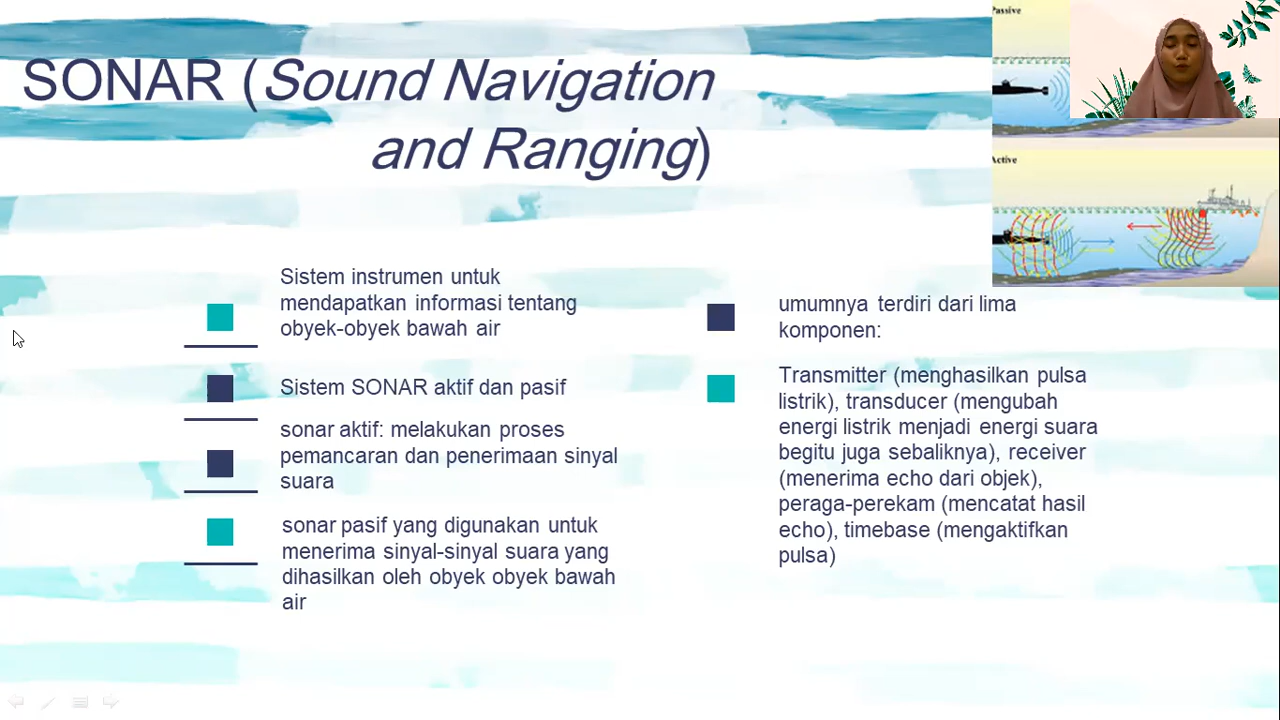 SONAR (Sound Navigation
and Ranging)
Sistem instrumen untuk
mendapatkan informasi tentang
obyek-obyek bawah air
Sistem SONAR aktif dan pasif
sonar aktif: melakukan proses
pemancaran dan penerimaan sinyal
suara
sonar pasif yang digunakan untuk
menerima sinyal-sinyal suara yang
dihasilkan oleh obyek obyek bawah
air
umumnya terdiri dari lima
komponen:
Transmitter (menghasilkan pulsa
listrik), transducer (mengubah
energi listrik menjadi energi suara
begitu juga sebaliknya), receiver
(menerima echo dari objek),
peraga-perekam (mencatat hasil
echo), timebase (mengaktifkan
pulsa)
Passive
Active